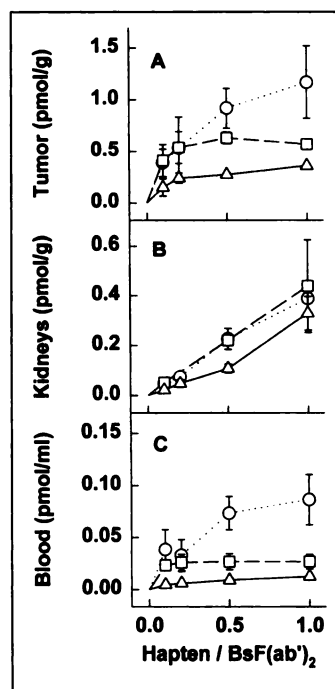 A
Tumor (pmol/g)
1.5
1.0
0.5
0.0
B
Kidneys (pmol/g)
0.6
0.4
0.2
0.0
C
Blood (pmol/ml)
0.15
0.10
0.05
0.00
0.0 0.5 1.0
Hapten / BsF(ab')₂